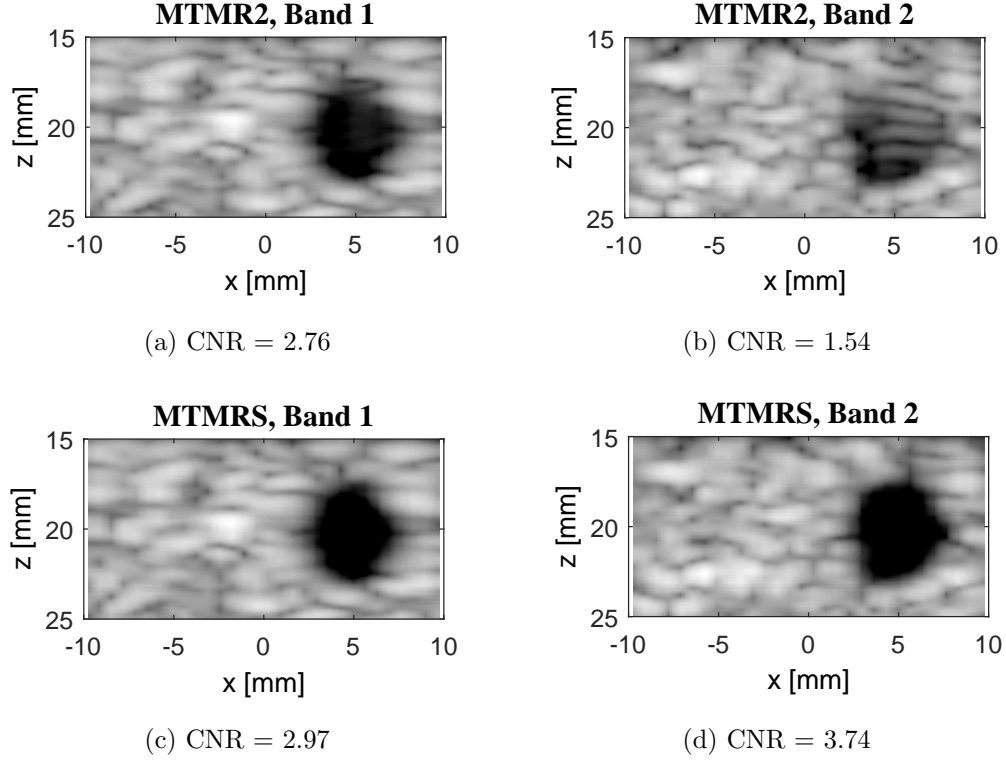 MTMR2, Band 1
15
20
25
z [mm]
-10 -5 0 5 10
x [mm]
(a) CNR = 2.76
MTMR2, Band 2
15
20
25
z [mm]
-10 -5 0 5 10
x [mm]
(b) CNR = 1.54
MTMRS, Band 1
15
20
25
z [mm]
-10 -5 0 5 10
x [mm]
(c) CNR = 2.97
MTMRS, Band 2
15
20
25
z [mm]
-10 -5 0 5 10
x [mm]
(d) CNR = 3.74